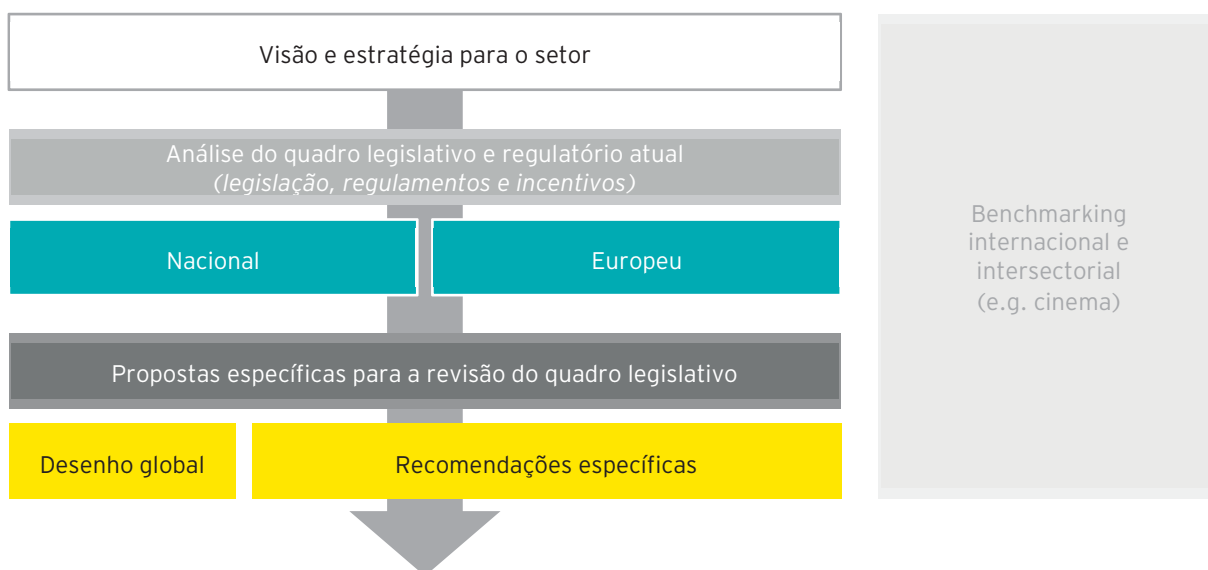 Visão e estratégia para o setor
Análise do quadro legislativo e regulatório atual
(legislação, regulamentos e incentivos)
Nacional
Europeu
Propostas específicas para a revisão do quadro legislativo
Desenho global
Recomendações específicas
Benchmarking
internacional e
intersectorial
(e.g. cinema)